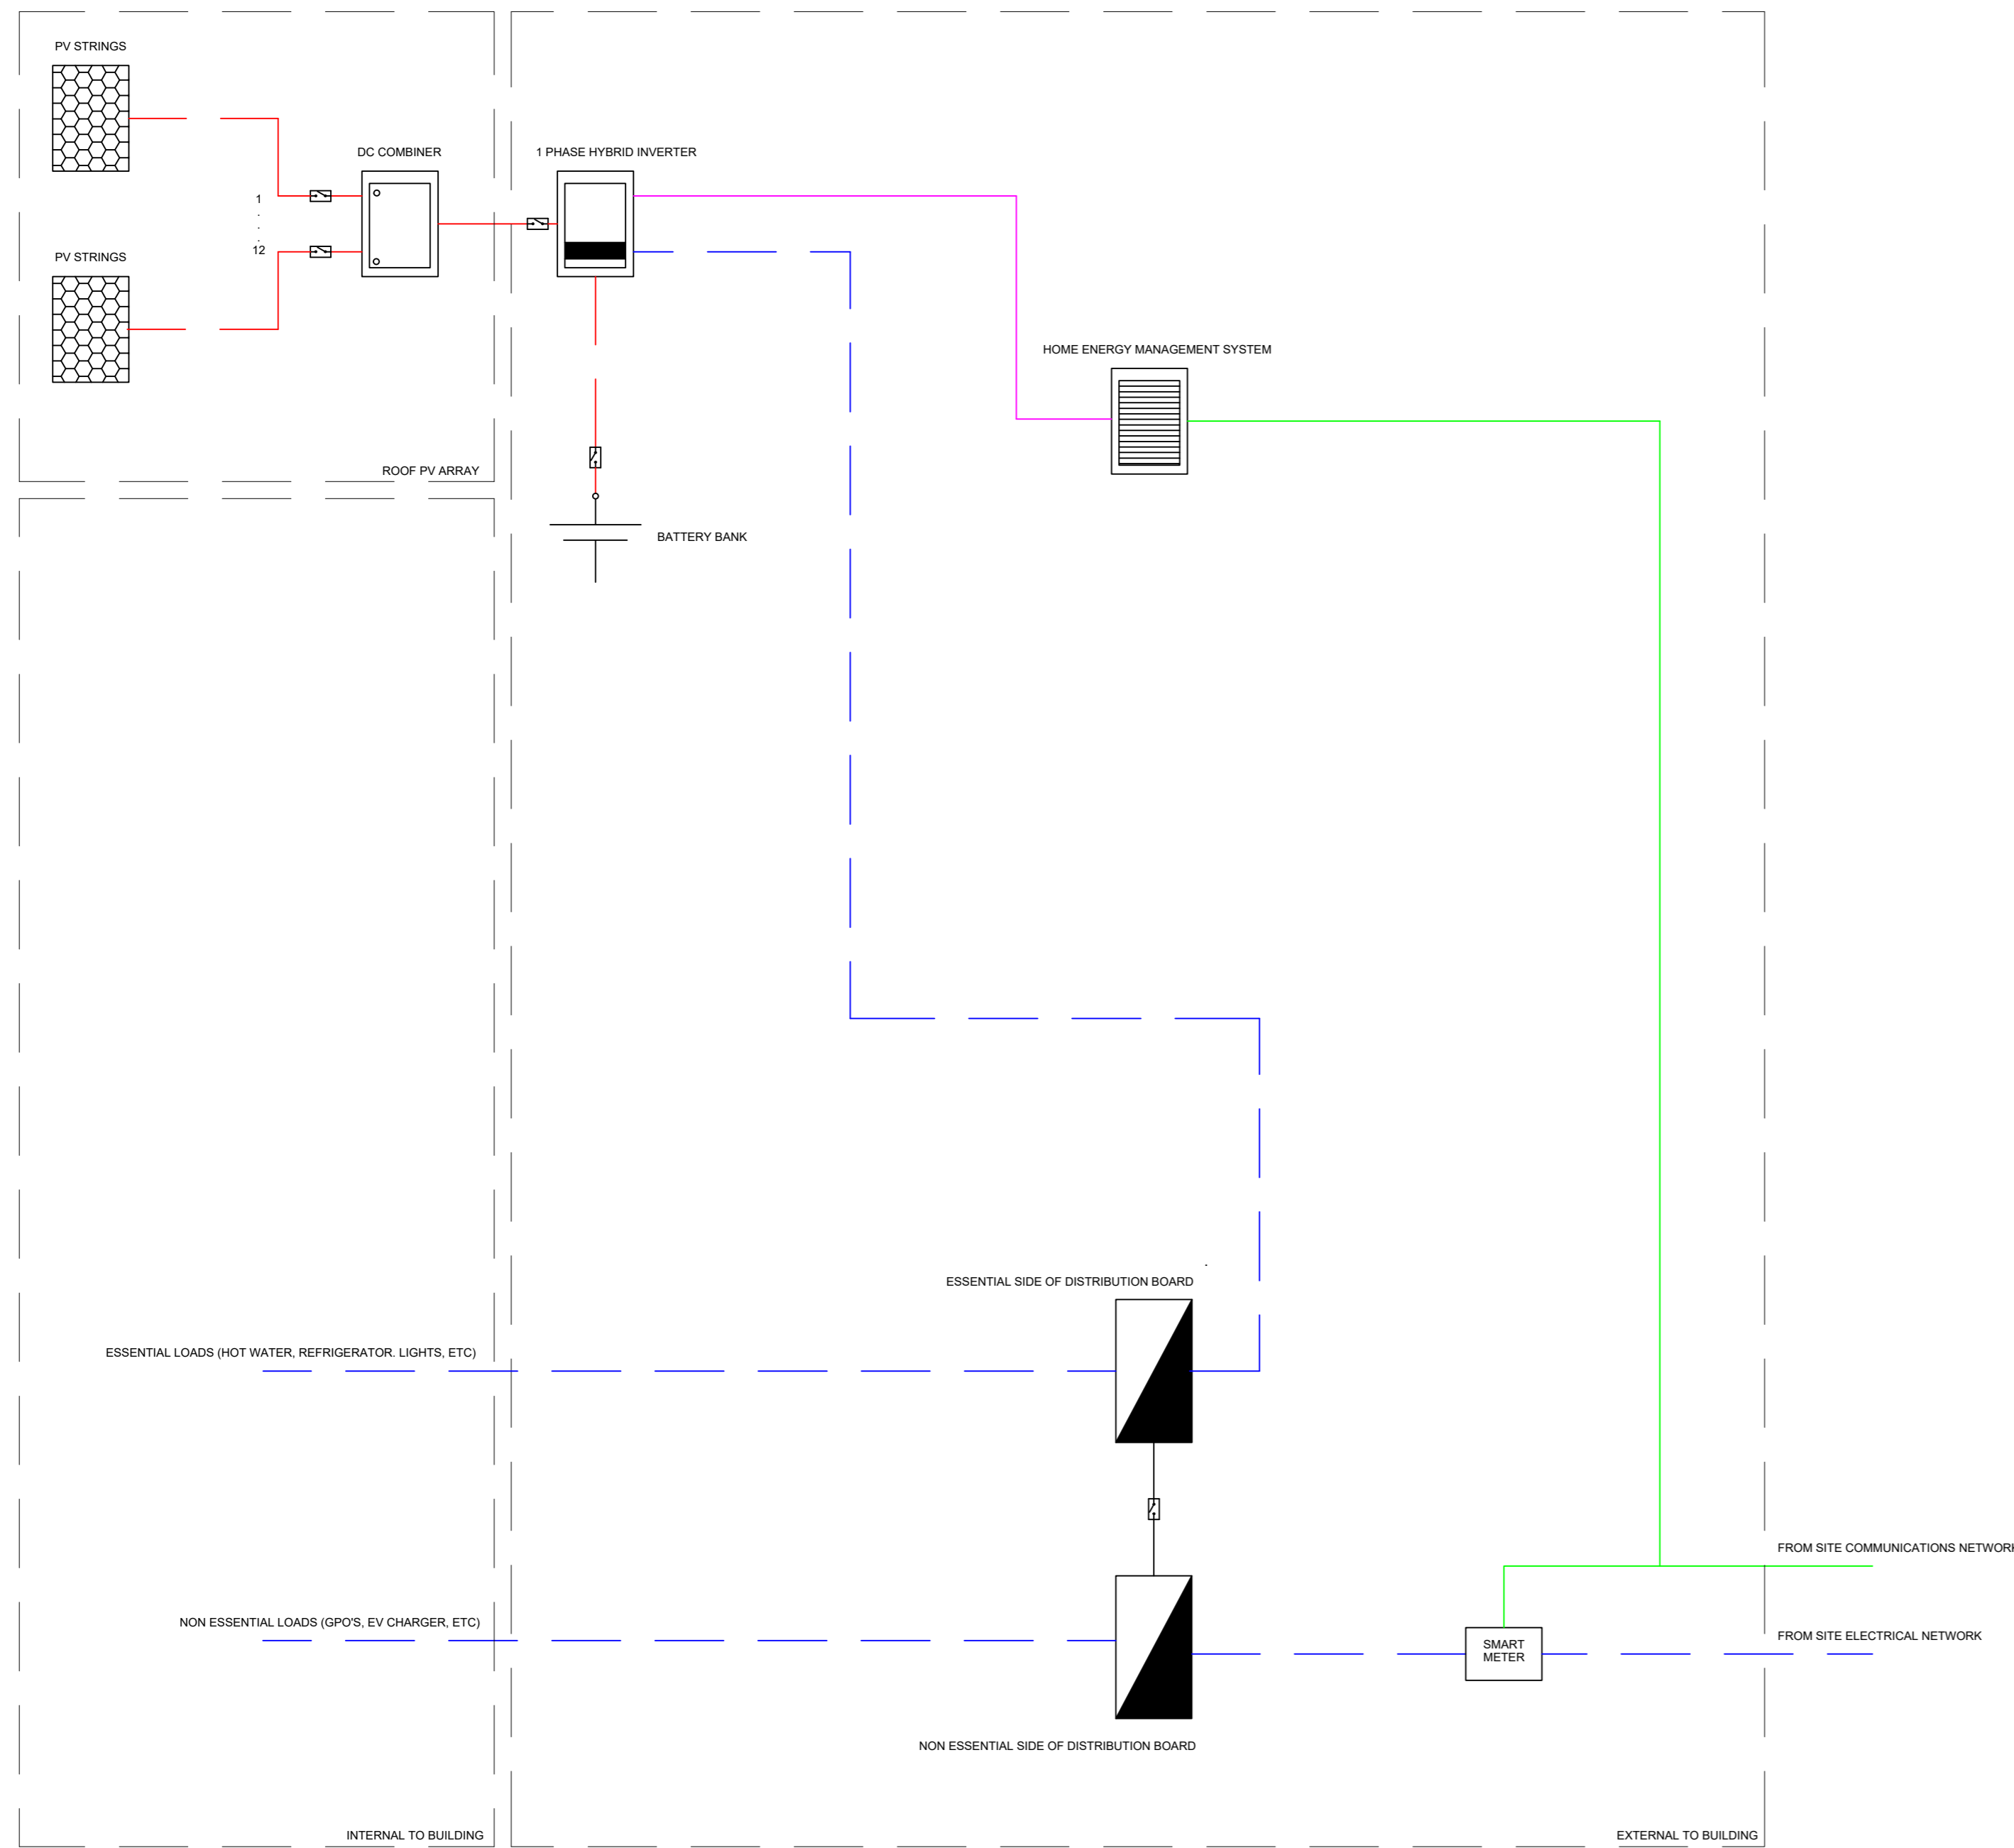 PV STRINGS
DC COMBINER
1 PHASE HYBRID INVERTER
1
.
.
.
12
PV STRINGS
HOME ENERGY MANAGEMENT SYSTEM
ROOF PV ARRAY
BATTERY BANK
ESSENTIAL SIDE OF DISTRIBUTION BOARD
ESSENTIAL LOADS (HOT WATER, REFRIGERATOR. LIGHTS, ETC)
FROM SITE COMMUNICATIONS NETWORK
NON ESSENTIAL LOADS (GPO'S, EV CHARGER, ETC)
SMART
METER
FROM SITE ELECTRICAL NETWORK
NON ESSENTIAL SIDE OF DISTRIBUTION BOARD
INTERNAL TO BUILDING
EXTERNAL TO BUILDING